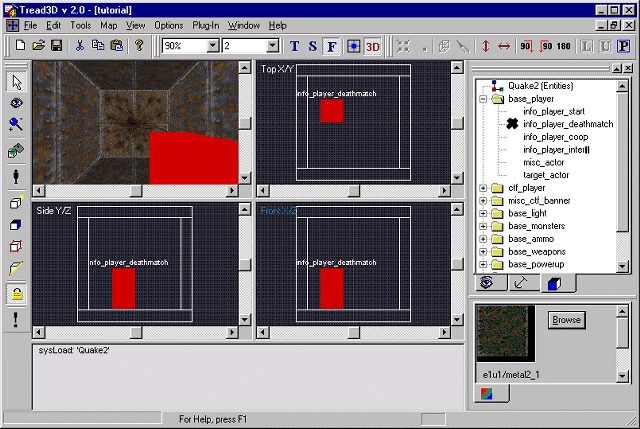 Tread3D v 2.0 - [tutorial]
File Edit Tools Map View Options Plug-In Window Help
90% 2 T S F 3D 90 90 180 L U P
Top X/Y
info_player_deathmatch
Side Y/Z
info_player_deathmatch
Front X/Z
info_player_deathmatch
Quake2 (Entities)
base_player
info_player_start
info_player_deathmatch
info_player_coop
misc_actor
target_actor
ctf_player
misc_ctf_banner
base_light
base_monsters
base_ammo
base_weapons
base_powerup
Browse
e1u1/metal2_1
sysLoad: 'Quake2'
For Help, press F1